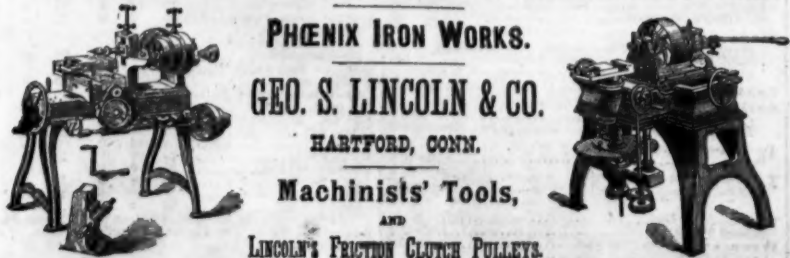 PHŒNIX IRON WORKS.
GEO. S. LINCOLN & CO.
HARTFORD, CONN.
Machinists' Tools,
AND
LINCOLN'S FRICTION CLUTCH PULLEYS.